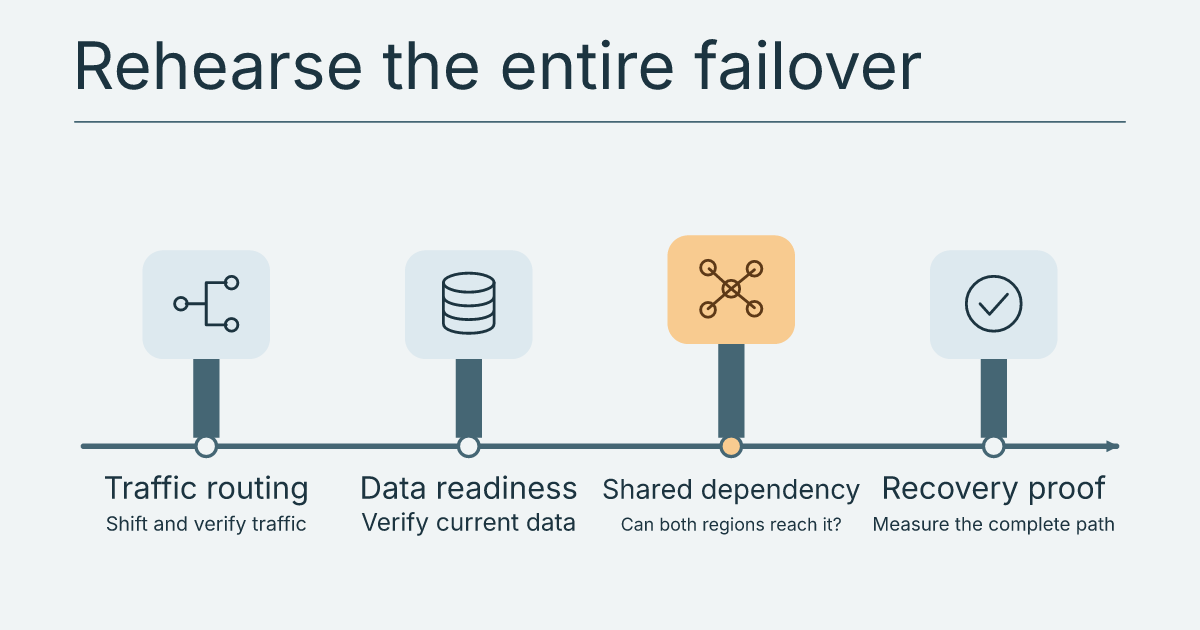 Rehearse the entire failover
Traffic routing
Shift and verify traffic
Data readiness
Verify current data
Shared dependency
Can both regions reach it?
Recovery proof
Measure the complete path